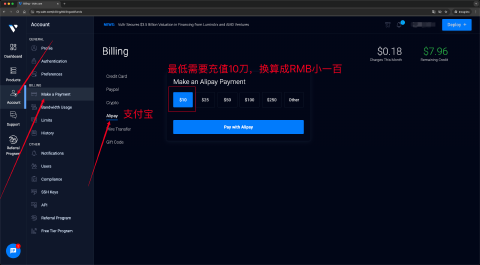 Account
NEWS: Vultr Secures $3.5 Billion Valuation in Financing from LuminArx and AMD Ventures
Deploy +
GENERAL
Profile
Authentication
Preferences
Dashboard
Products
Account
Support
Referral
Program
BILLING
Make a Payment
Bandwidth Usage
Limits
History
OTHER
Notifications
Users
Compliance
SSH Keys
API
Referral Program
Free Tier Program
Billing
$0.18
Charges This Month
$7.96
Remaining Credit
最低需要充值10刀，换算成RMB小一百
Credit Card
Paypal
Crypto
Alipay
支付宝
Wire Transfer
Gift Code
Make an Alipay Payment
$10
$25
$50
$100
$250
Other
Pay with Alipay